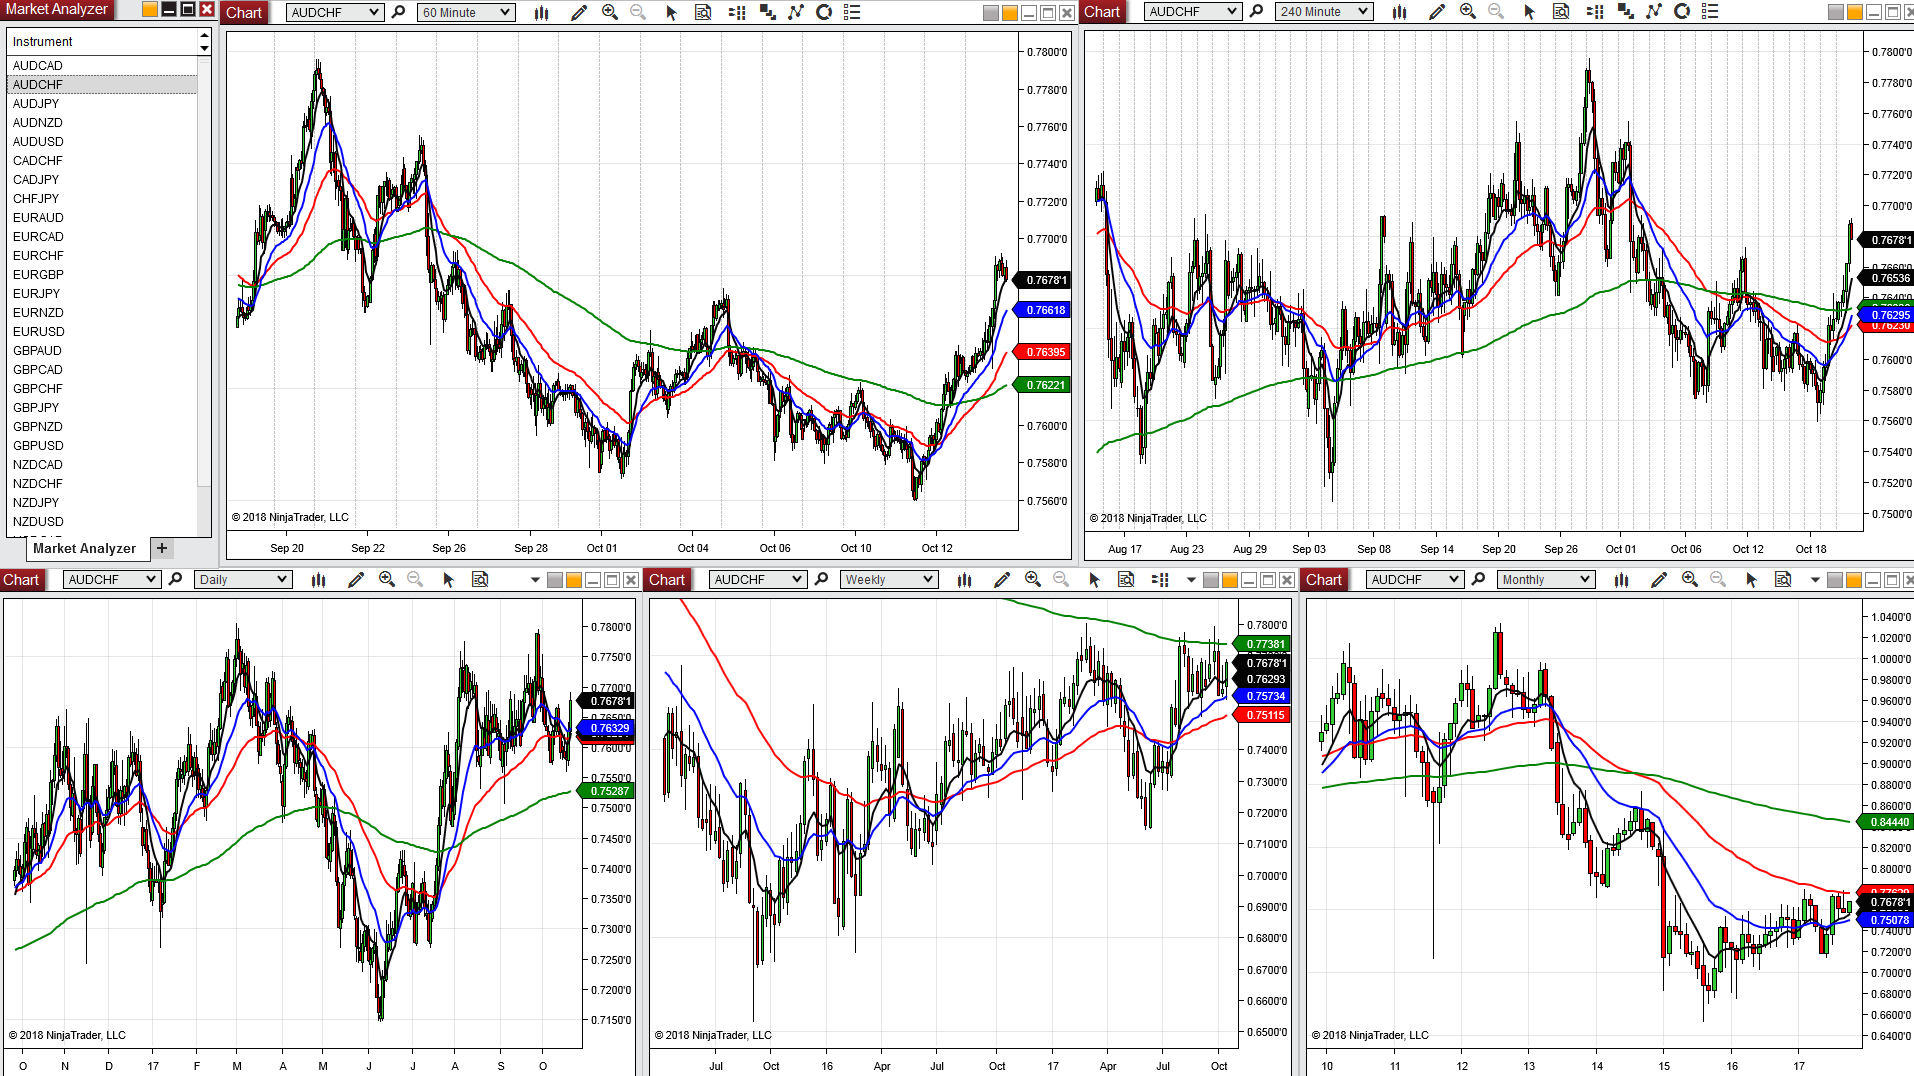 Market Analyzer
Instrument
AUDCAD
AUDCHF
AUDJPY
AUDNZD
AUDUSD
CADCHF
CADJPY
CHFJPY
EURAUD
EURCAD
EURCHF
EURGBP
EURJPY
EURNZD
EURUSD
GBPAUD
GBPCAD
GBPCHF
GBPJPY
GBPNZD
GBPUSD
NZDCAD
NZDCHF
NZDJPY
NZDUSD
Market Analyzer +
Chart AUDCHF 60 Minute
0.7800'0
0.7780'0
0.7760'0
0.7740'0
0.7720'0
0.7700'0
0.7678'1
0.76618
0.76395
0.76221
0.7600'0
0.7580'0
0.7560'0
© 2018 NinjaTrader, LLC
Sep 20 Sep 22 Sep 26 Sep 28 Oct 01 Oct 04 Oct 06 Oct 10 Oct 12
Chart AUDCHF 240 Minute
0.7800'0
0.7780'0
0.7760'0
0.7740'0
0.7720'0
0.7700'0
0.7678'1
0.7660'0
0.76536
0.7640'0
0.76295
0.76230
0.7600'0
0.7580'0
0.7560'0
0.7540'0
0.7520'0
0.7500'0
© 2018 NinjaTrader, LLC
Aug 17 Aug 23 Aug 29 Sep 03 Sep 08 Sep 14 Sep 20 Sep 26 Oct 01 Oct 06 Oct 12 Oct 18
Chart AUDCHF Daily
0.7800'0
0.7750'0
0.7700'0
0.7678'1
0.7650'0
0.76329
0.7600'0
0.7550'0
0.75287
0.7500'0
0.7450'0
0.7400'0
0.7350'0
0.7300'0
0.7250'0
0.7200'0
0.7150'0
© 2018 NinjaTrader, LLC
O N D 17 F M A M J J A S O
Chart AUDCHF Weekly
0.7800'0
0.77381
0.7678'1
0.76293
0.75734
0.75115
0.7400'0
0.7300'0
0.7200'0
0.7100'0
0.7000'0
0.6900'0
0.6800'0
0.6700'0
0.6600'0
0.6500'0
© 2018 NinjaTrader, LLC
Jul Oct 16 Apr Jul Oct 17 Apr Jul Oct
Chart AUDCHF Monthly
1.0400'0
1.0200'0
1.0000'0
0.9800'0
0.9600'0
0.9400'0
0.9200'0
0.9000'0
0.8800'0
0.8600'0
0.84440
0.8200'0
0.8000'0
0.77629
0.7678'1
0.75078
0.7400'0
0.7200'0
0.7000'0
0.6800'0
0.6600'0
0.6400'0
© 2018 NinjaTrader, LLC
10 11 12 13 14 15 16 17